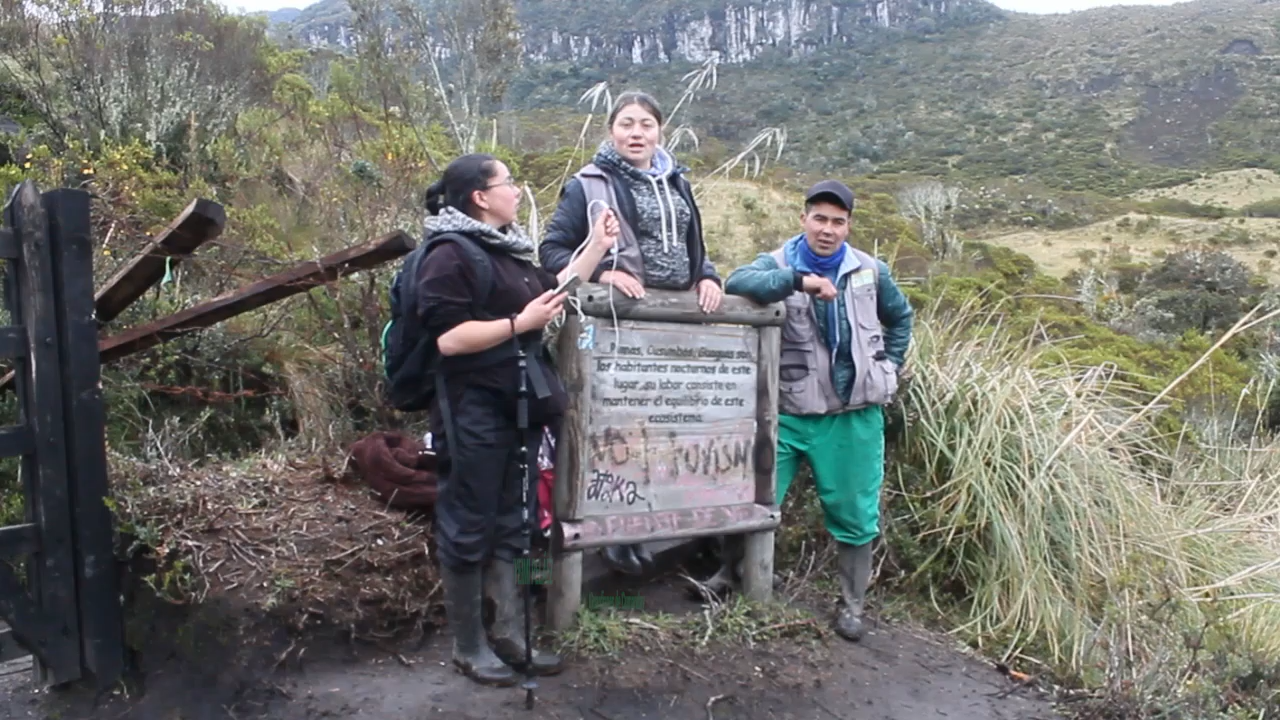 Pumas, Cusumbos, Guaguas son
los habitantes nocturnos de este
lugar, su labor consiste en
mantener el equilibrio de este
ecosistema.
NO TURISMO